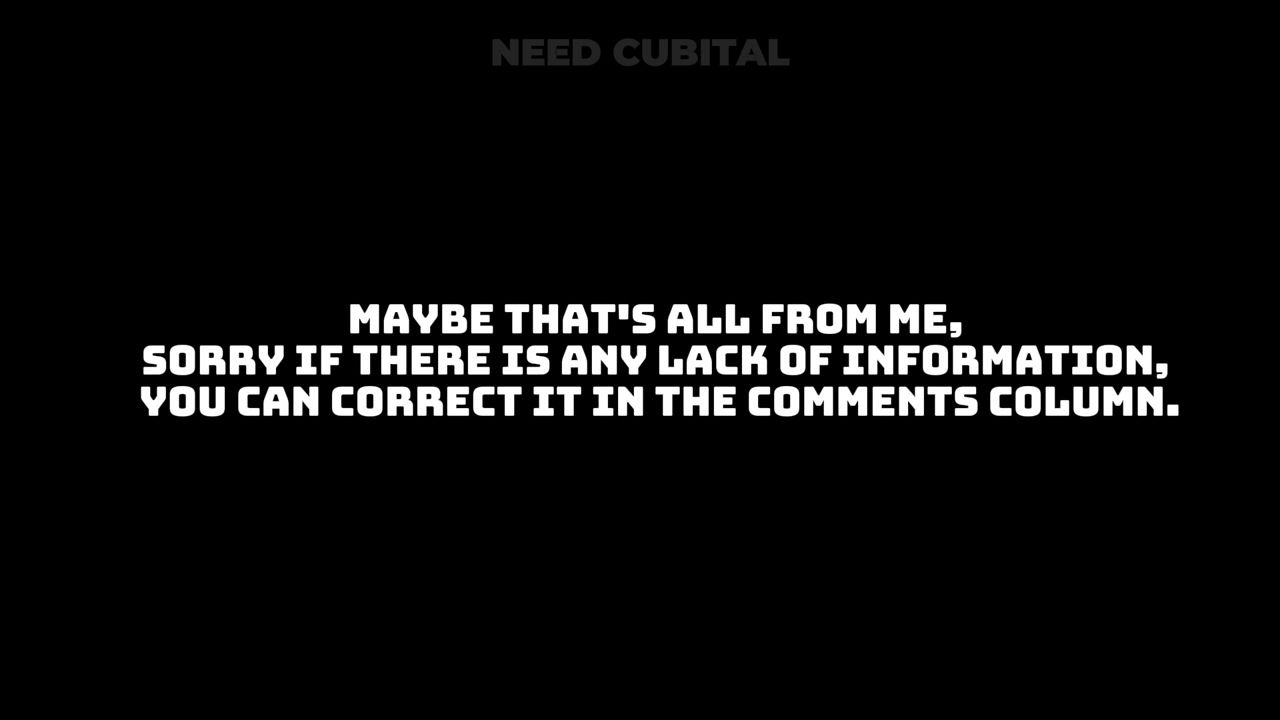 NEED CUBITAL
MAYBE THAT'S ALL FROM ME,
SORRY IF THERE IS ANY LACK OF INFORMATION,
YOU CAN CORRECT IT IN THE COMMENTS COLUMN.